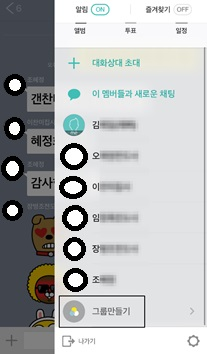 6
알림 ON 즐겨찾기 OFF
앨범 투표 일정
대화상대 초대
이 멤버들과 새로운 채팅
갠찬
김
혜정
오
이
감사
임
장
조
그룹만들기
나가기